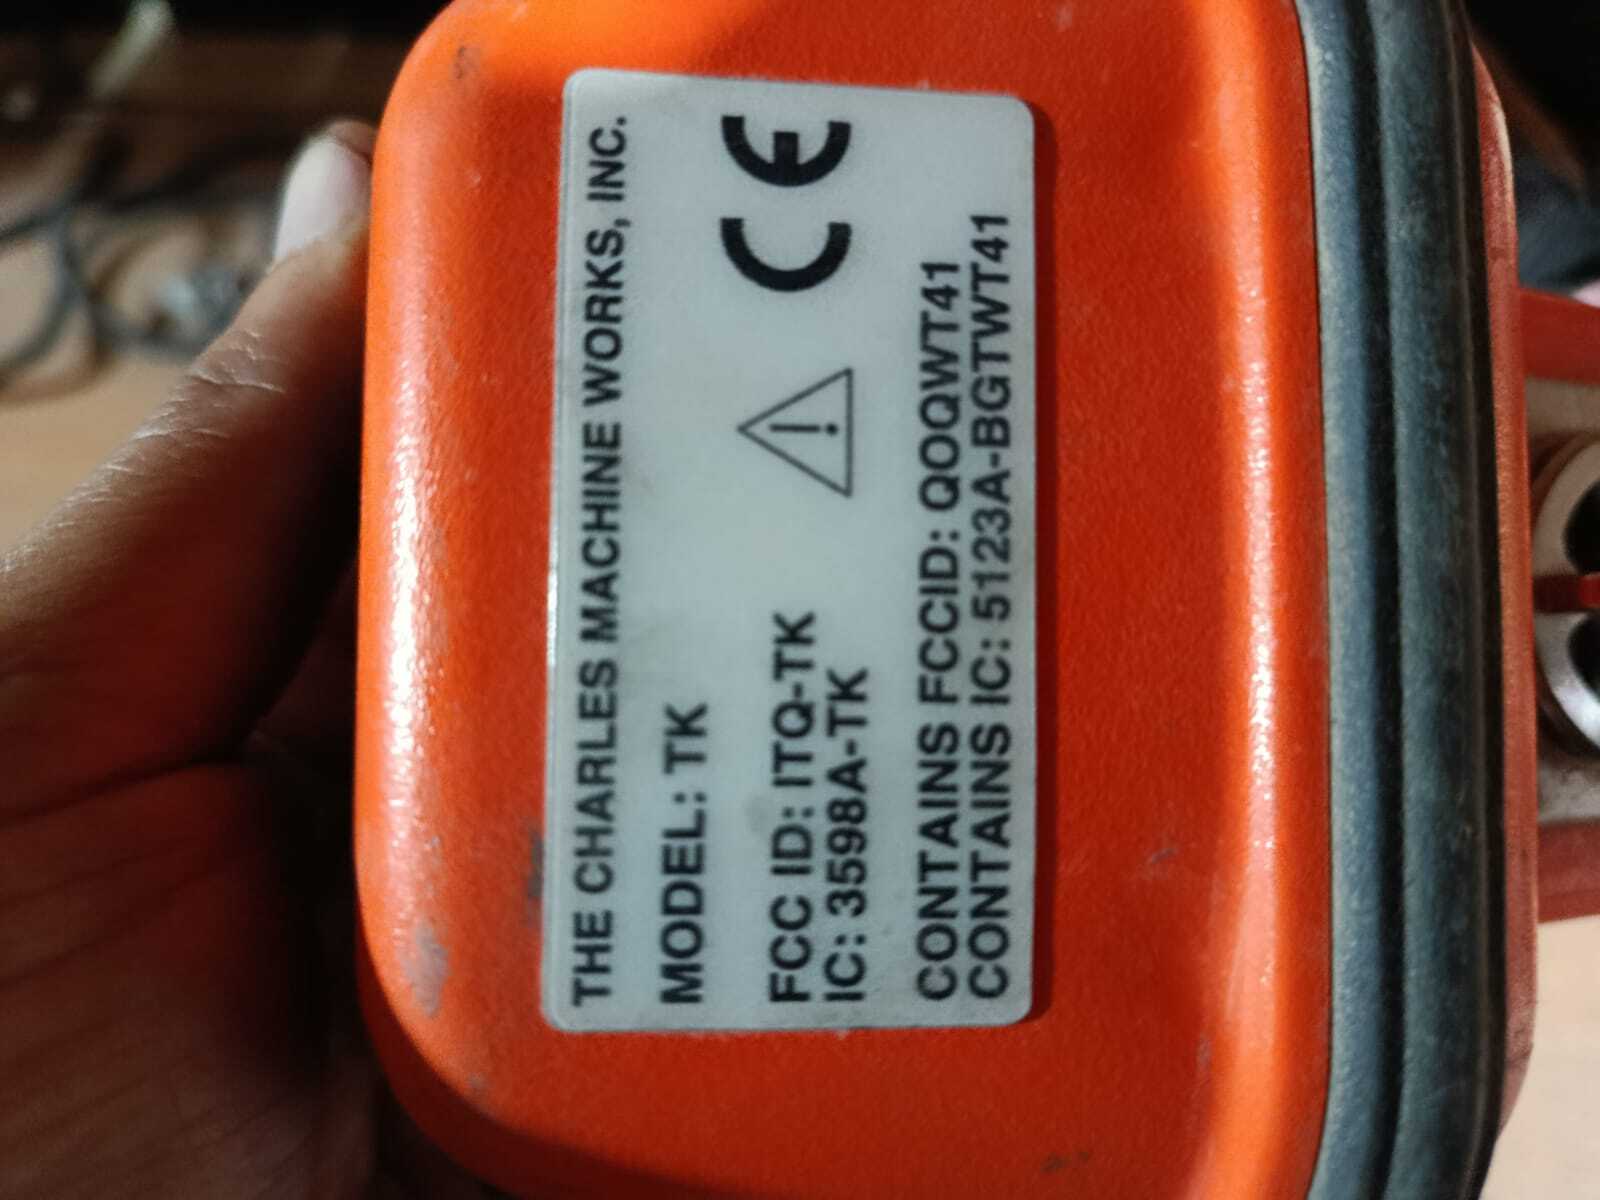 THE CHARLES MACHINE WORKS, INC.
MODEL: TK
CE
FCC ID: ITQ-TK
IC: 3598A-TK
!
CONTAINS FCCID: QOQWT41
CONTAINS IC: 5123A-BGTWT41